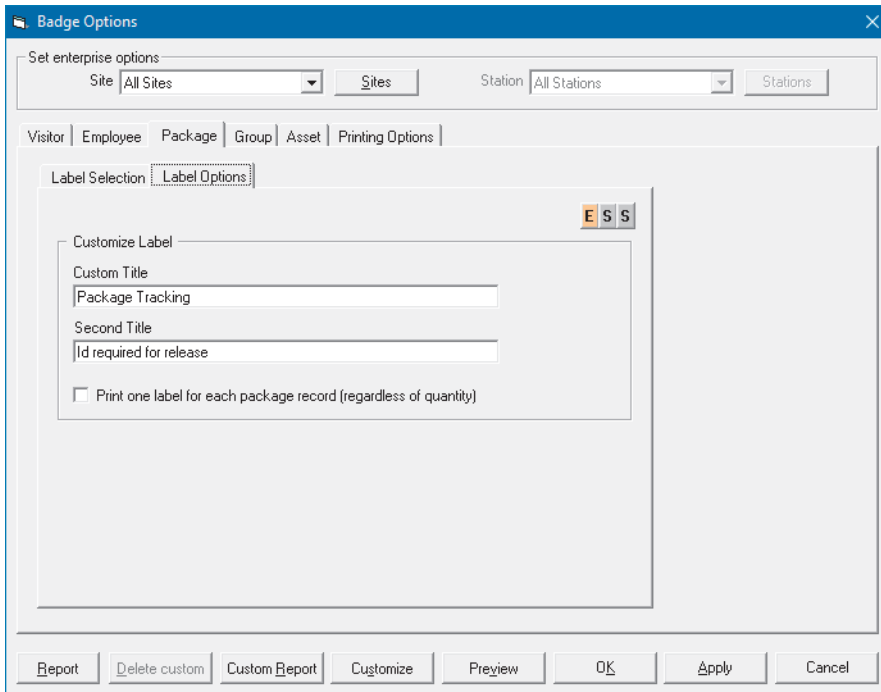 Badge Options
Set enterprise options
Site All Sites Sites Station All Stations Stations
Visitor Employee Package Group Asset Printing Options
Label Selection Label Options
E S S
Customize Label
Custom Title
Package Tracking
Second Title
Id required for release
Print one label for each package record (regardless of quantity)
Report Delete custom Custom Report Customize Preview OK Apply Cancel